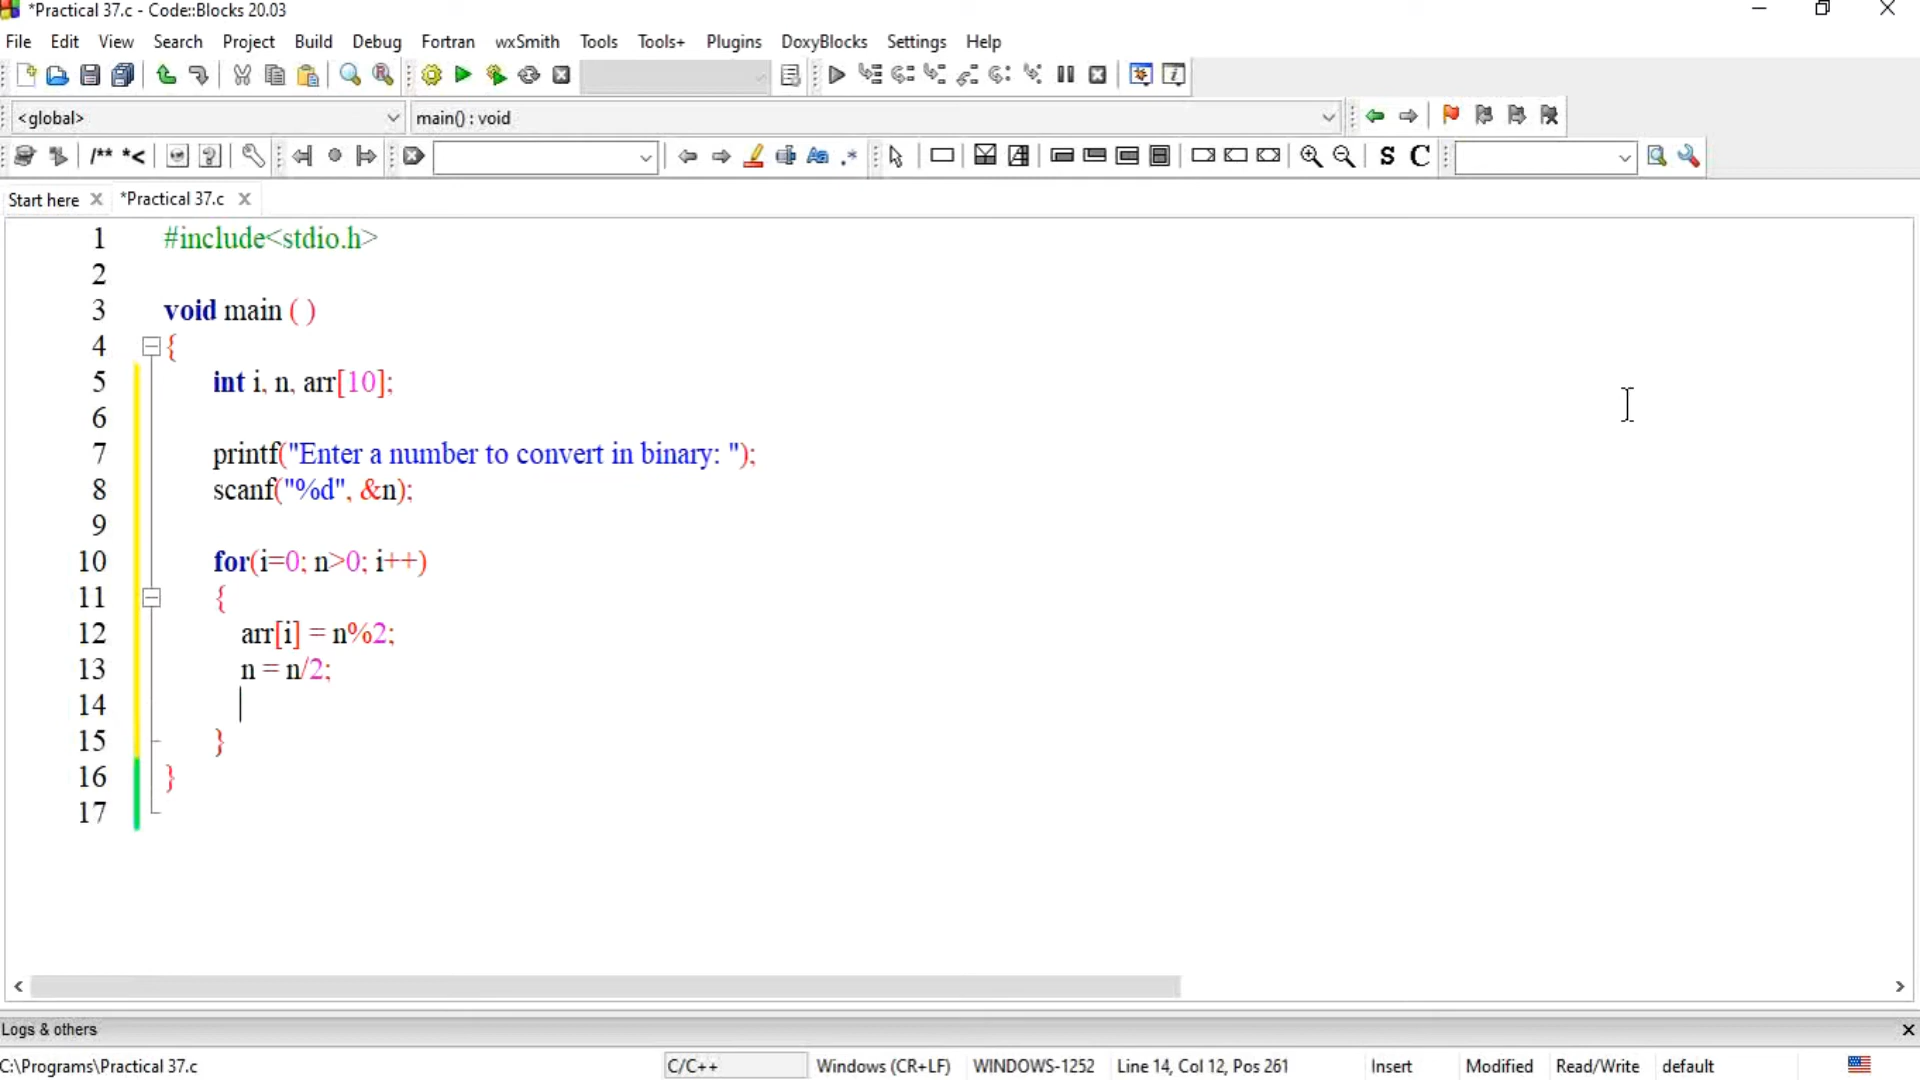 *Practical 37.c - Code::Blocks 20.03
File Edit View Search Project Build Debug Fortran wxSmith Tools Tools+ Plugins DoxyBlocks Settings Help
<global> main() : void
/** *< Aa .* S C
Start here *Practical 37.c
1 #include<stdio.h>
2
3 void main ( )
4 {
5 int i, n, arr[10];
6
7 printf("Enter a number to convert in binary: ");
8 scanf("%d", &n);
9
10 for(i=0; n>0; i++)
11 {
12 arr[i] = n%2;
13 n = n/2;
14
15 }
16 }
17
Logs & others
C:\Programs\Practical 37.c C/C++ Windows (CR+LF) WINDOWS-1252 Line 14, Col 12, Pos 261 Insert Modified Read/Write default